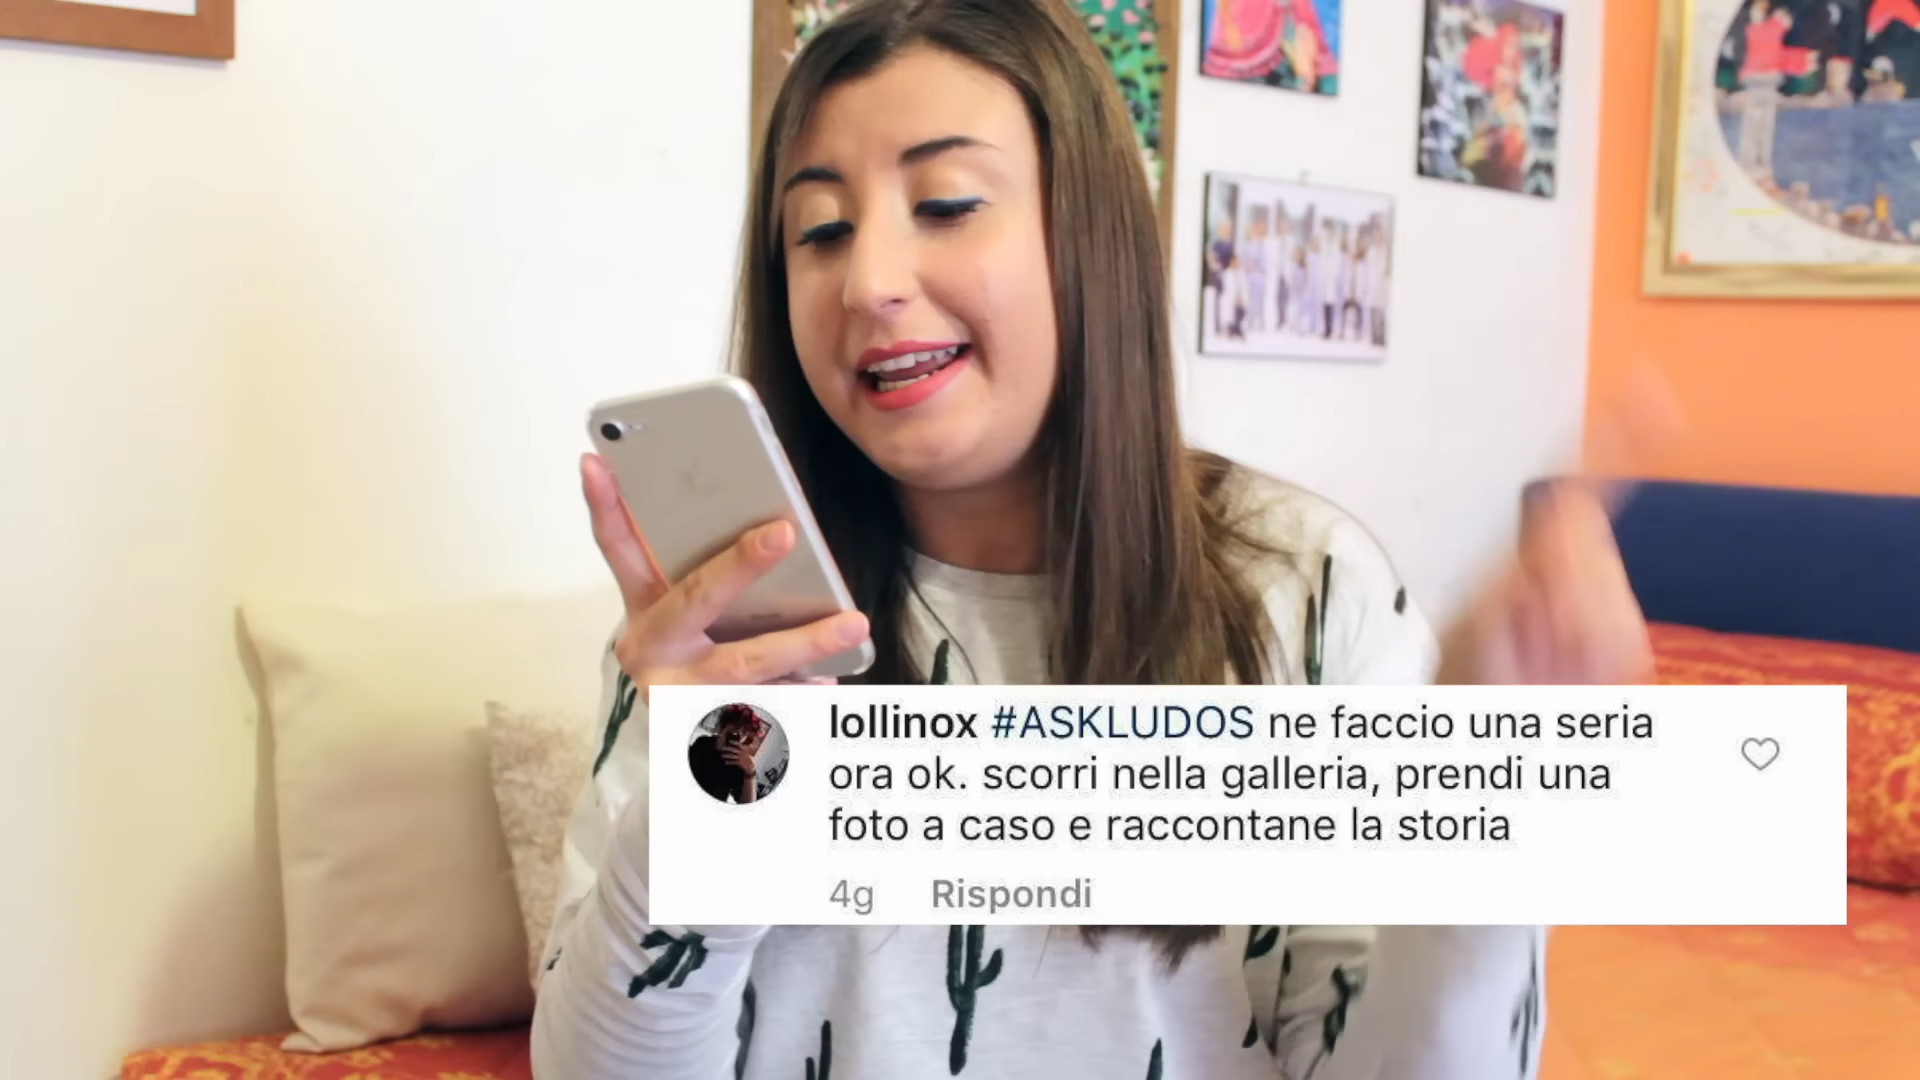 lollinox #ASKLUDOS ne faccio una seria
ora ok. scorri nella galleria, prendi una
foto a caso e raccontane la storia
4g Rispondi